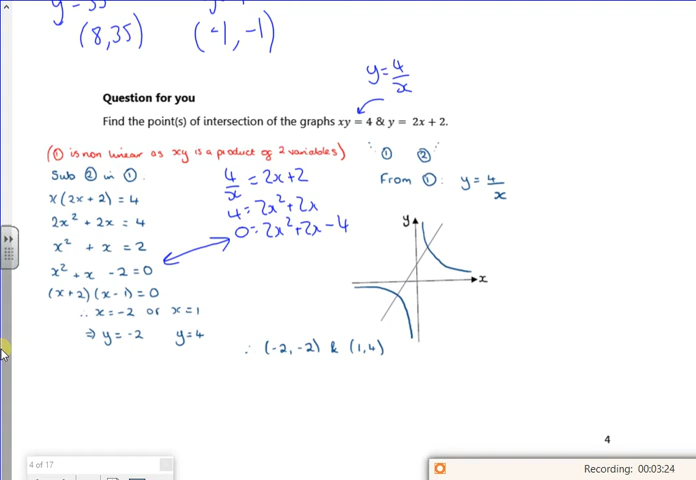 (8,35)
(-1,-1)
y=4/x
Question for you
Find the point(s) of intersection of the graphs xy = 4 & y = 2x + 2.
(① is non linear as xy is a product of 2 variables)
∴ ① ②
Sub ② in ①
x(2x+2)=4
2x²+2x=4
x²+x=2
x²+x-2=0
(x+2)(x-1)=0
∴ x=-2 or x=1
⇒ y=-2 y=4
4/x=2x+2
4=2x²+2x
0=2x²+2x-4
From ①: y=4/x
y
x
∴ (-2,-2) & (1,4)
4
4 of 17
Recording: 00:03:24